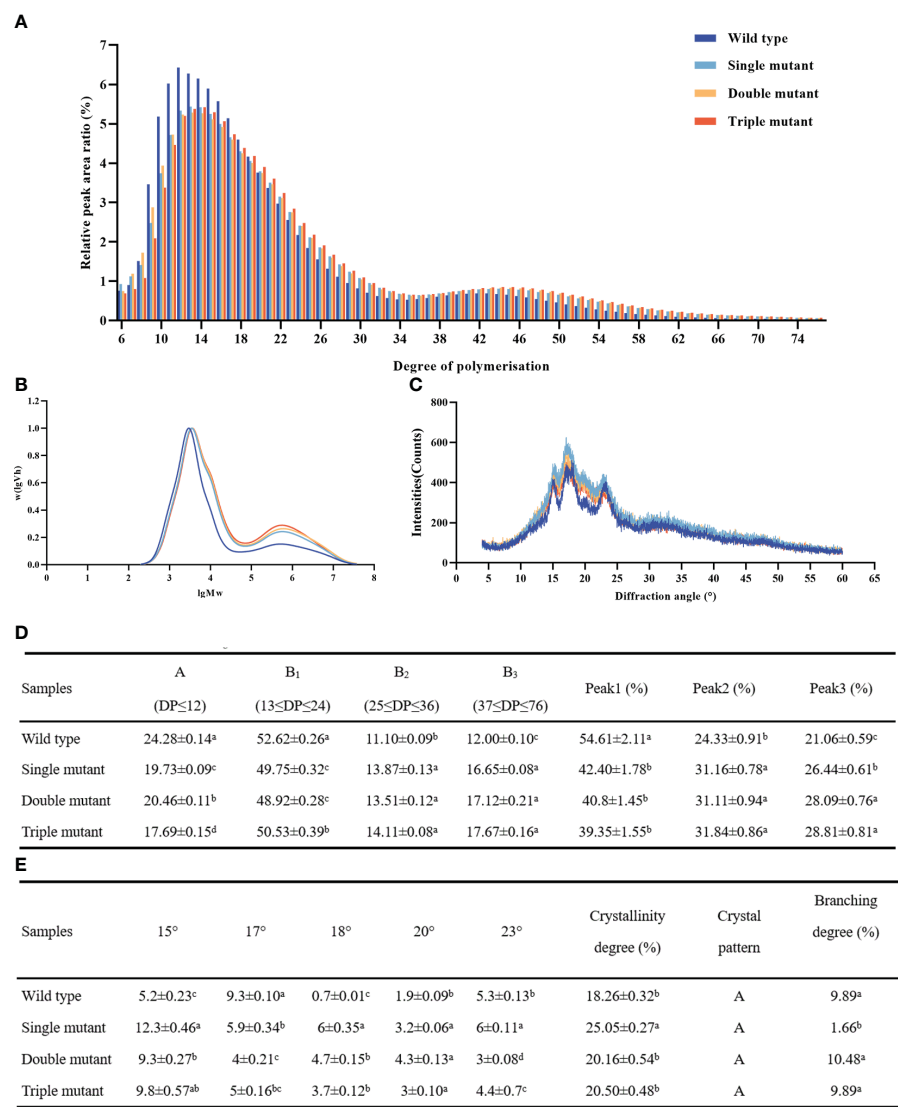 A
Wild type
Single mutant
Double mutant
Triple mutant
Relative peak area ratio (%)
7
6
5
4
3
2
1
0
6 10 14 18 22 26 30 34 38 42 46 50 54 58 62 66 70 74
Degree of polymerisation
B
w(lgVh)
1.2
1.0
0.8
0.6
0.4
0.2
0.0
0 1 2 3 4 5 6 7 8
lgMw
C
Intensities(Counts)
800
600
400
200
0
0 5 10 15 20 25 30 35 40 45 50 55 60 65
Diffraction angle (°)
D
Samples A (DP≤12) B₁ (13≤DP≤24) B₂ (25≤DP≤36) B₃ (37≤DP≤76) Peak1 (%) Peak2 (%) Peak3 (%)
Wild type 24.28±0.14ᵃ 52.62±0.26ᵃ 11.10±0.09ᵇ 12.00±0.10ᶜ 54.61±2.11ᵃ 24.33±0.91ᵇ 21.06±0.59ᶜ
Single mutant 19.73±0.09ᶜ 49.75±0.32ᶜ 13.87±0.13ᵃ 16.65±0.08ᵃ 42.40±1.78ᵇ 31.16±0.78ᵃ 26.44±0.61ᵇ
Double mutant 20.46±0.11ᵇ 48.92±0.28ᶜ 13.51±0.12ᵃ 17.12±0.21ᵃ 40.8±1.45ᵇ 31.11±0.94ᵃ 28.09±0.76ᵃ
Triple mutant 17.69±0.15ᵈ 50.53±0.39ᵇ 14.11±0.08ᵃ 17.67±0.16ᵃ 39.35±1.55ᵇ 31.84±0.86ᵃ 28.81±0.81ᵃ
E
Samples 15° 17° 18° 20° 23° Crystallinity degree (%) Crystal pattern Branching degree (%)
Wild type 5.2±0.23ᶜ 9.3±0.10ᵃ 0.7±0.01ᶜ 1.9±0.09ᵇ 5.3±0.13ᵇ 18.26±0.32ᵇ A 9.89ᵃ
Single mutant 12.3±0.46ᵃ 5.9±0.34ᵇ 6±0.35ᵃ 3.2±0.06ᵃ 6±0.11ᵃ 25.05±0.27ᵃ A 1.66ᵇ
Double mutant 9.3±0.27ᵇ 4±0.21ᶜ 4.7±0.15ᵇ 4.3±0.13ᵃ 3±0.08ᵈ 20.16±0.54ᵇ A 10.48ᵃ
Triple mutant 9.8±0.57ᵃᵇ 5±0.16ᵇᶜ 3.7±0.12ᵇ 3±0.10ᵃ 4.4±0.7ᶜ 20.50±0.48ᵇ A 9.89ᵃ